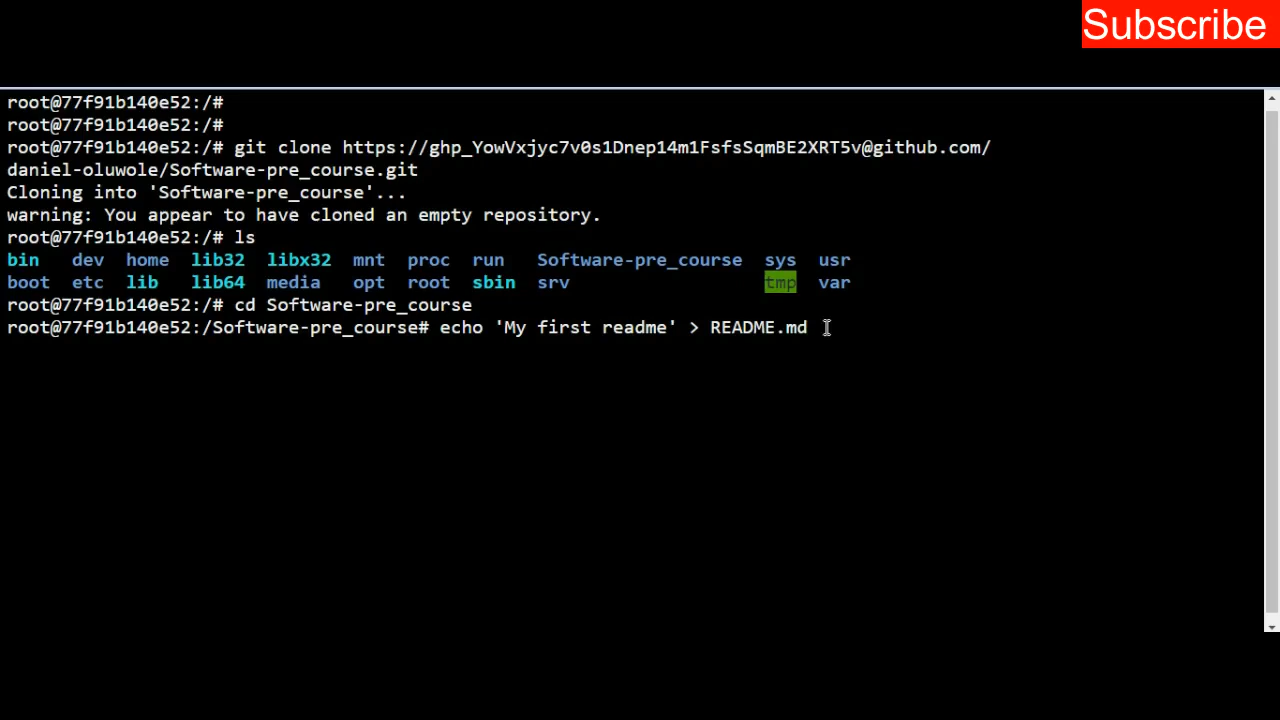 Subscribe
root@77f91b140e52:/#
root@77f91b140e52:/#
root@77f91b140e52:/# git clone https://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@github.com/
daniel-oluwole/Software-pre_course.git
Cloning into 'Software-pre_course'...
warning: You appear to have cloned an empty repository.
root@77f91b140e52:/# ls
bin dev home lib32 libx32 mnt proc run Software-pre_course sys usr
boot etc lib lib64 media opt root sbin srv tmp var
root@77f91b140e52:/# cd Software-pre_course
root@77f91b140e52:/Software-pre_course# echo 'My first readme' > README.md